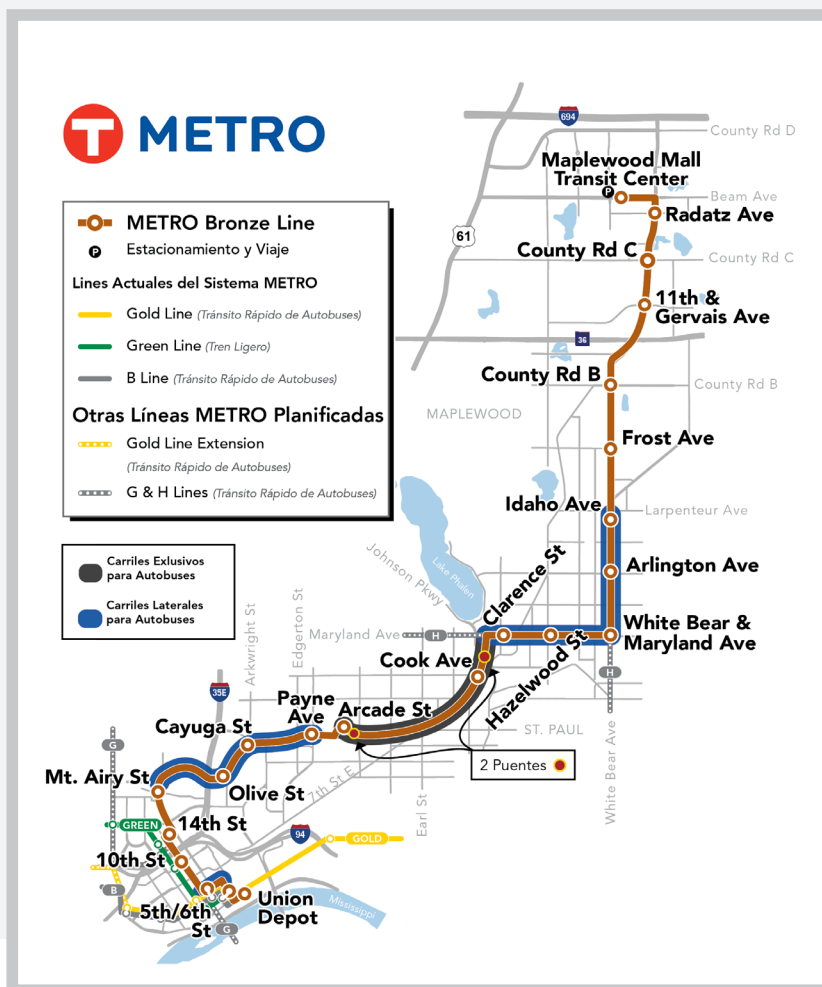 T METRO
METRO Bronze Line
P Estacionamiento y Viaje
Lines Actuales del Sistema METRO
Gold Line (Tránsito Rápido de Autobuses)
Green Line (Tren Ligero)
B Line (Tránsito Rápido de Autobuses)
Otras Líneas METRO Planificadas
Gold Line Extension
(Tránsito Rápido de Autobuses)
G & H Lines (Tránsito Rápido de Autobuses)
Carriles Exlusivos
para Autobuses
Carriles Laterales
para Autobuses
694
County Rd D
Maplewood Mall
Transit Center
P
Beam Ave
Radatz Ave
61
County Rd C
County Rd C
11th &
Gervais Ave
36
County Rd B
County Rd B
MAPLEWOOD
Frost Ave
Idaho Ave
Larpenteur Ave
Lake Phalen
Johnson Pkwy
Clarence St
Arlington Ave
Maryland Ave
H
White Bear &
Maryland Ave
Cook Ave
Hazelwood St
H
Edgerton St
Arkwright St
35E
Payne
Ave
Arcade St
ST. PAUL
White Bear Ave
Cayuga St
G
2 Puentes
Mt. Airy St
Olive St
7th St E
Earl St
14th St
GREEN
94
GOLD
10th St
B
5th/6th
St
Union
Depot
Mississippi
G